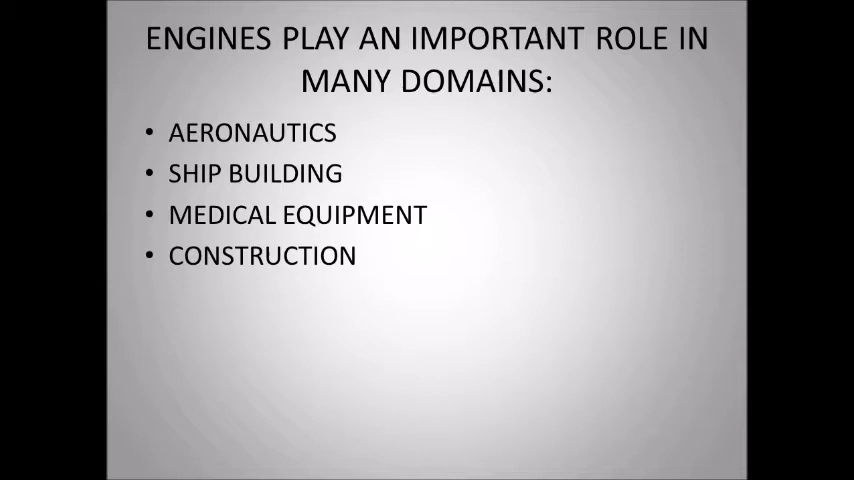 ENGINES PLAY AN IMPORTANT ROLE IN
MANY DOMAINS:
• AERONAUTICS
• SHIP BUILDING
• MEDICAL EQUIPMENT
• CONSTRUCTION